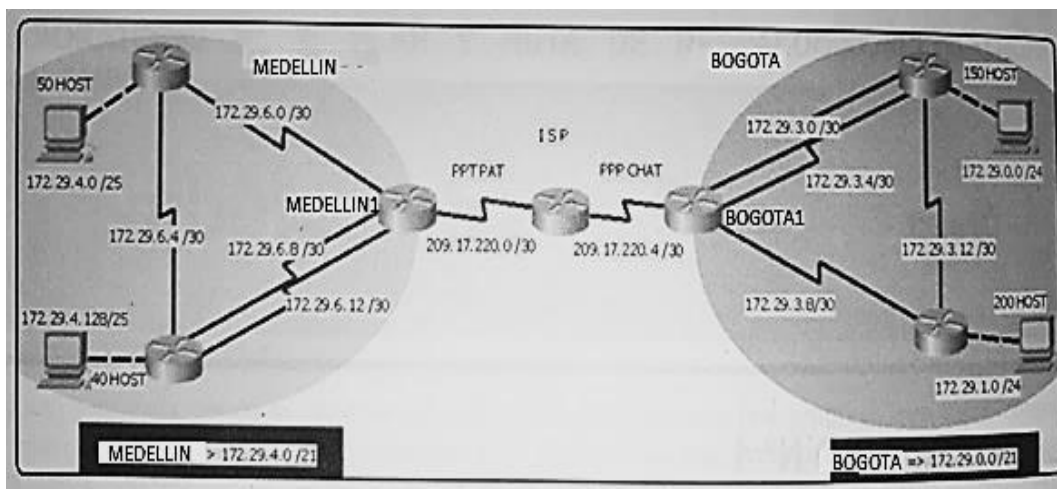 MEDELLIN
BOGOTA
50 HOST
150 HOST
172.29.6.0 /30
172.29.3.0 /30
ISP
172.29.4.0 /25
PPT PAT
PPP CHAT
172.29.3.4/30
172.29.0.0 /24
MEDELLIN1
BOGOTA1
172.29.6.4 /30
172.29.6.8 /30
209.17.220.0 /30
209.17.220.4 /30
172.29.3.12 /30
172.29.6.12 /30
172.29.3.8/30
172.29.4.128/25
200 HOST
40 HOST
172.29.1.0 /24
MEDELLIN > 172.29.4.0 /21
BOGOTA => 172.29.0.0 /21